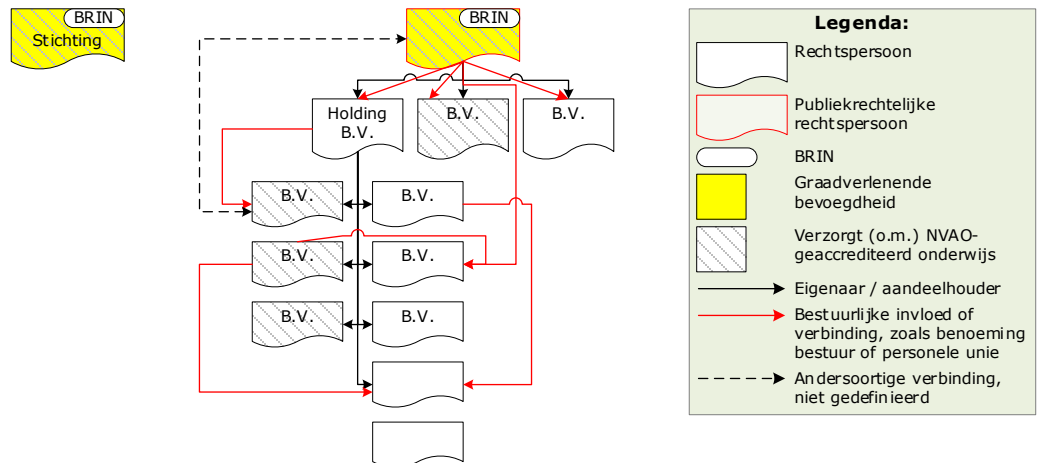 BRIN
Stichting
BRIN
Holding
B.V.
B.V.
B.V.
B.V.
B.V.
B.V.
B.V.
B.V.
B.V.
Legenda:
Rechtspersoon
Publiekrechtelijke
rechtspersoon
BRIN
Graadverlenende
bevoegdheid
Verzorgt (o.m.) NVAO-
geaccrediteerd onderwijs
Eigenaar / aandeelhouder
Bestuurlijke invloed of
verbinding, zoals benoeming
bestuur of personele unie
Andersoortige verbinding,
niet gedefinieerd